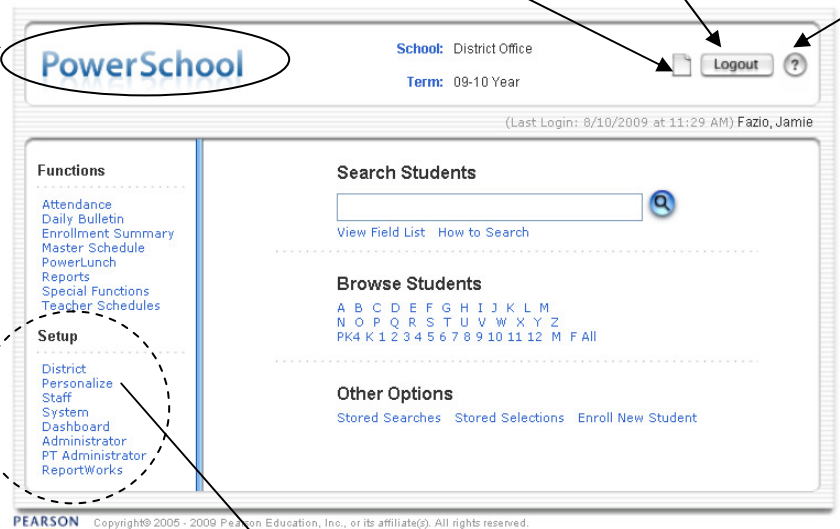 PowerSchool
School: District Office
Term: 09-10 Year
Logout
?
(Last Login: 8/10/2009 at 11:29 AM) Fazio, Jamie
Functions
Attendance
Daily Bulletin
Enrollment Summary
Master Schedule
PowerLunch
Reports
Special Functions
Teacher Schedules
Setup
District
Personalize
Staff
System
Dashboard
Administrator
PT Administrator
ReportWorks
Search Students
View Field List How to Search
Browse Students
A B C D E F G H I J K L M
N O P Q R S T U V W X Y Z
PK4 K 1 2 3 4 5 6 7 8 9 10 11 12 M F All
Other Options
Stored Searches Stored Selections Enroll New Student
PEARSON Copyright© 2005 - 2009 Pearson Education, Inc., or its affiliate(s). All rights reserved.